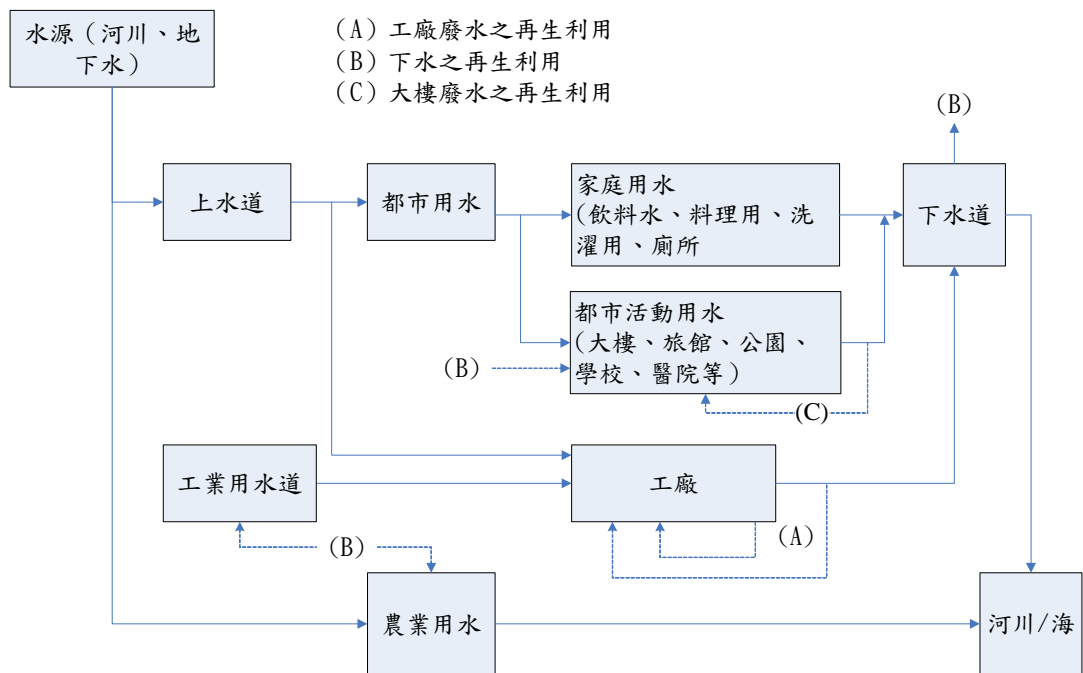 水源（河川、地
下水）
（A）工廠廢水之再生利用
（B）下水之再生利用
（C）大樓廢水之再生利用
（B）
上水道
都市用水
家庭用水
(飲料水、料理用、洗
濯用、廁所
下水道
都市活動用水
(大樓、旅館、公園、
學校、醫院等）
（B）
(C)
工業用水道
工廠
（A）
（B）
農業用水
河川/海